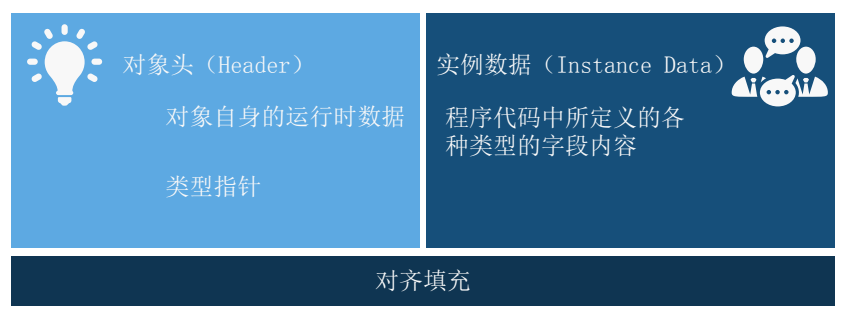 对象头（Header）
对象自身的运行时数据
类型指针
实例数据（Instance Data）
程序代码中所定义的各
种类型的字段内容
对齐填充